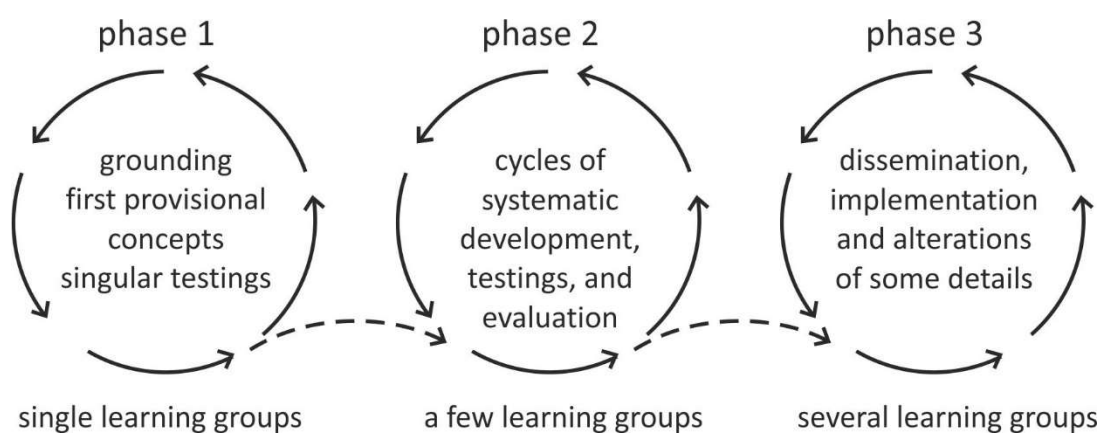 phase 1
grounding
first provisional
concepts
singular testings
single learning groups
phase 2
cycles of
systematic
development,
testings, and
evaluation
a few learning groups
phase 3
dissemination,
implementation
and alterations
of some details
several learning groups